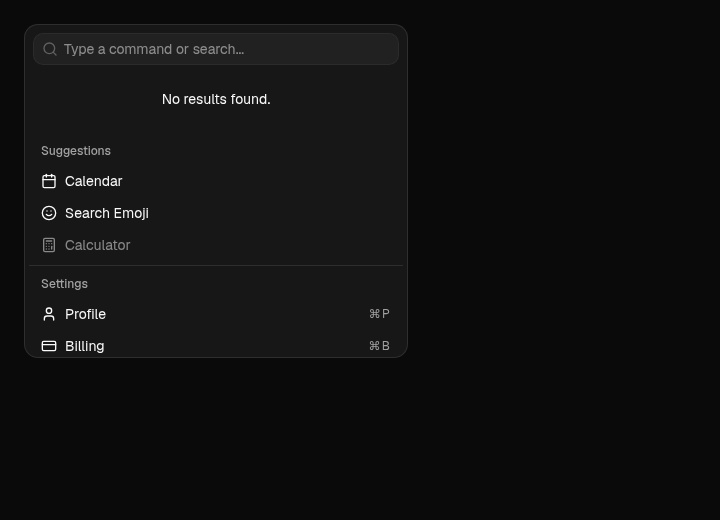 Type a command or search...
No results found.
Suggestions
Calendar
Search Emoji
Calculator
Settings
Profile ⌘P
Billing ⌘B